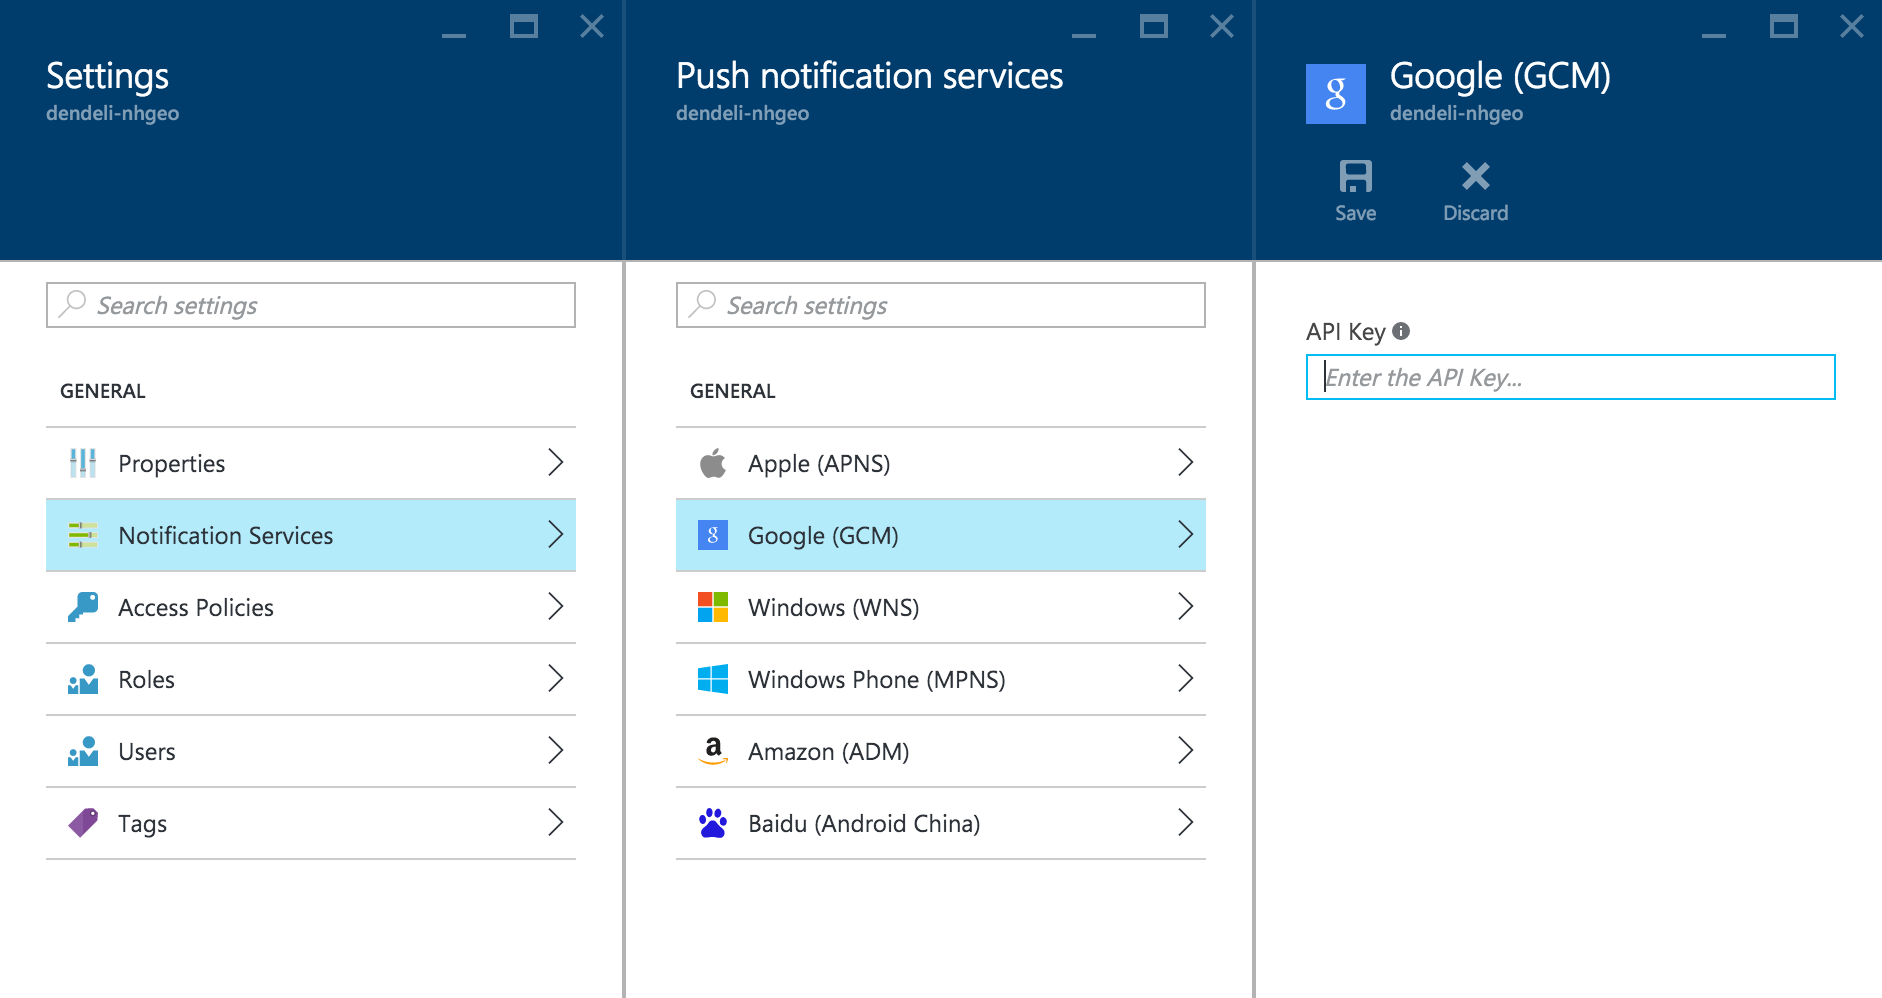 Settings
dendeli-nhgeo
Search settings
GENERAL
Properties
Notification Services
Access Policies
Roles
Users
Tags
Push notification services
dendeli-nhgeo
Search settings
GENERAL
Apple (APNS)
g Google (GCM)
Windows (WNS)
Windows Phone (MPNS)
a Amazon (ADM)
Baidu (Android China)
g Google (GCM)
dendeli-nhgeo
Save Discard
API Key i
Enter the API Key...